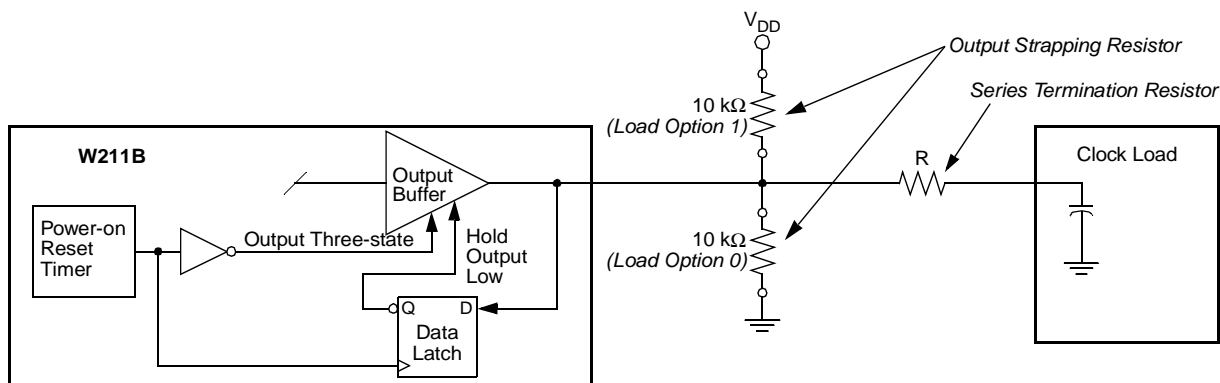 V_DD
Output Strapping Resistor
Series Termination Resistor
10 kΩ
(Load Option 1)
W211B
Clock Load
R
Output
Buffer
Power-on
Reset
Timer
Output Three-state
Hold
Output
Low
10 kΩ
(Load Option 0)
Q
D
Data
Latch